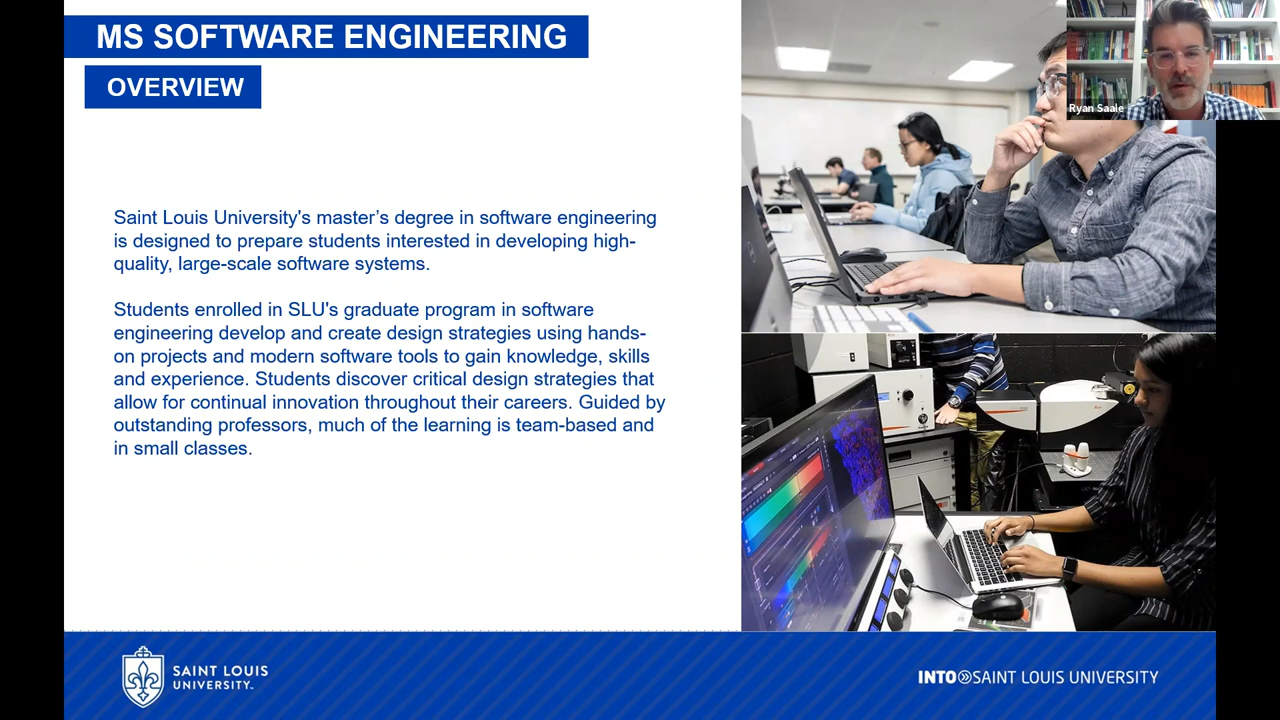 MS SOFTWARE ENGINEERING
OVERVIEW
Ryan Saale
Saint Louis University's master’s degree in software engineering
is designed to prepare students interested in developing high-
quality, large-scale software systems.
Students enrolled in SLU's graduate program in software
engineering develop and create design strategies using hands-
on projects and modern software tools to gain knowledge, skills
and experience. Students discover critical design strategies that
allow for continual innovation throughout their careers. Guided by
outstanding professors, much of the learning is team-based and
in small classes.
SAINT LOUIS
UNIVERSITY™
INTO SAINT LOUIS UNIVERSITY